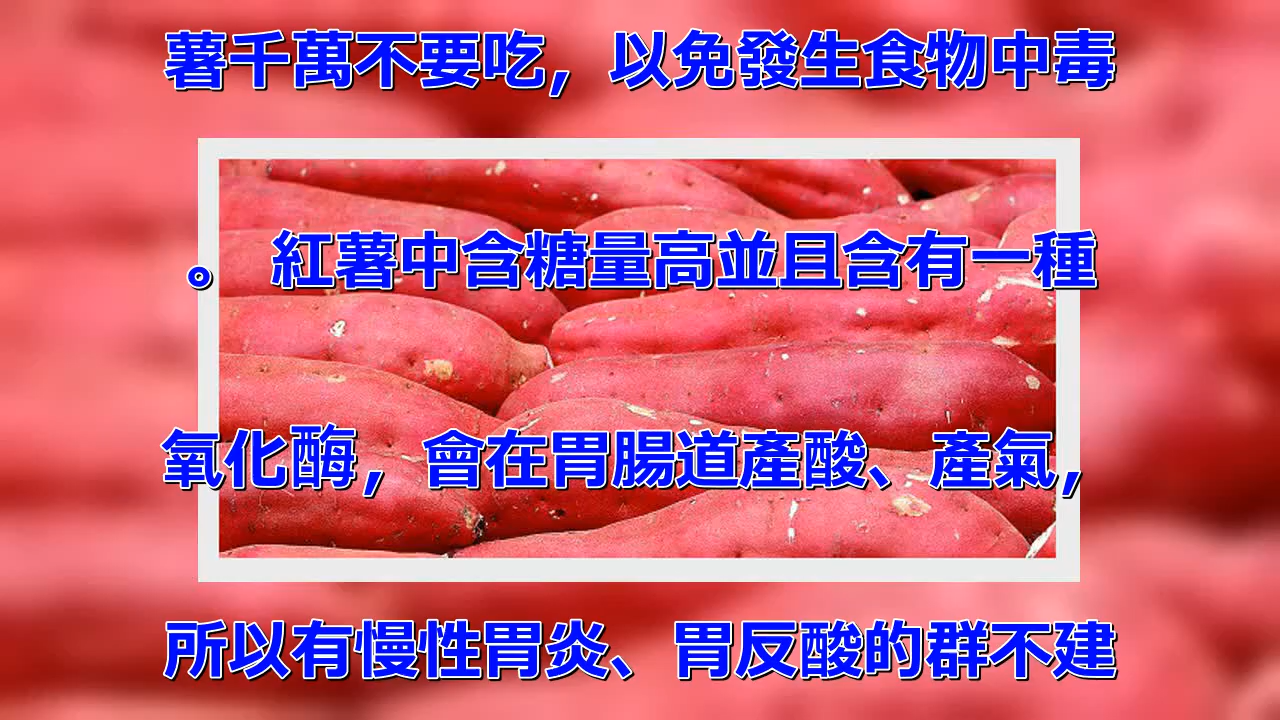 薯千萬不要吃，以免發生食物中毒
。 紅薯中含糖量高並且含有一種
氧化酶，會在胃腸道產酸、產氣，
所以有慢性胃炎、胃反酸的群不建